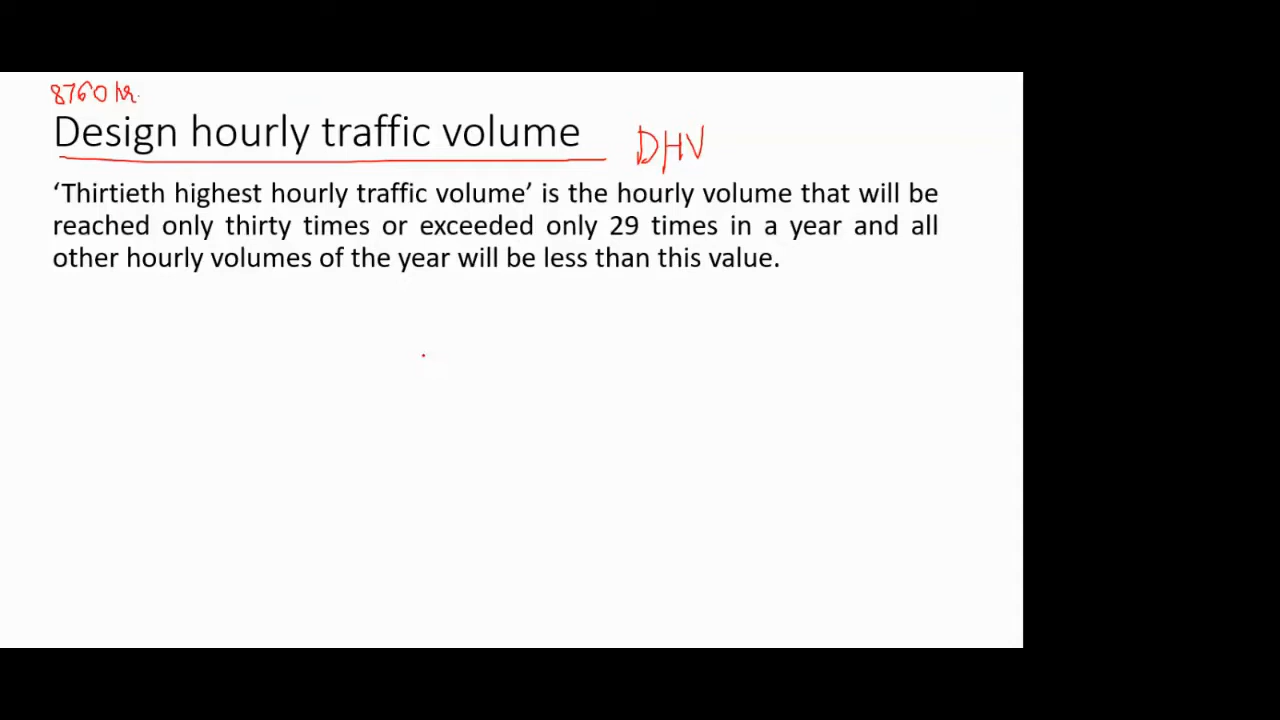 8760 hr.
Design hourly traffic volume DHV
‘Thirtieth highest hourly traffic volume’ is the hourly volume that will be
reached only thirty times or exceeded only 29 times in a year and all
other hourly volumes of the year will be less than this value.